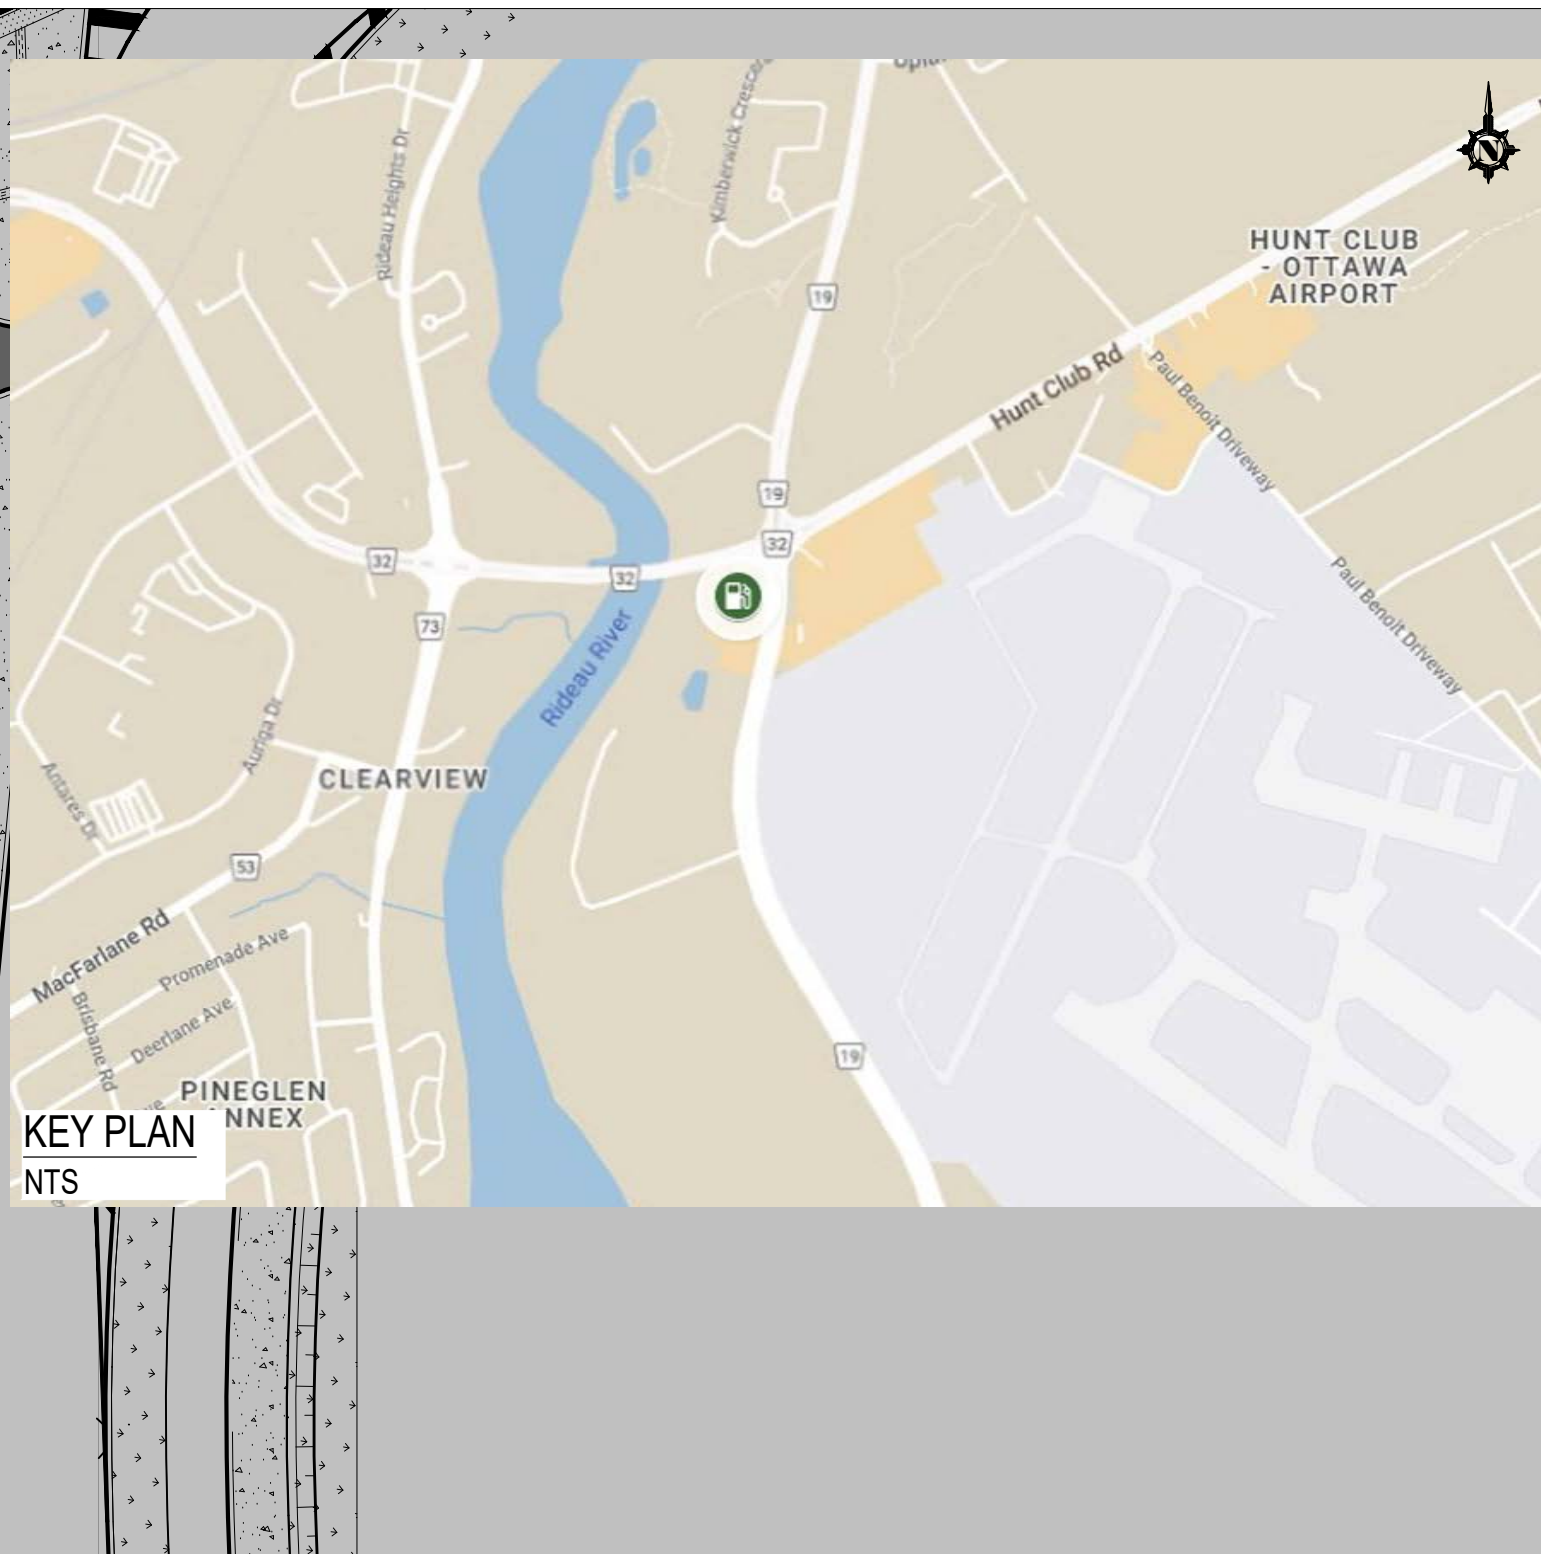 Kimberwick Crescent
Rideau Heights Dr
N
HUNT CLUB
- OTTAWA
AIRPORT
19
Hunt Club Rd
Paul Benoit Driveway
19
32
32
32
Paul Benoit Driveway
73
Rideau River
Auriga Dr
CLEARVIEW
Antares Dr
53
MacFarlane Rd
Promenade Ave
Brisbane Rd
Deerlane Ave
19
PINEGLEN
ANNEX
KEY PLAN
NTS